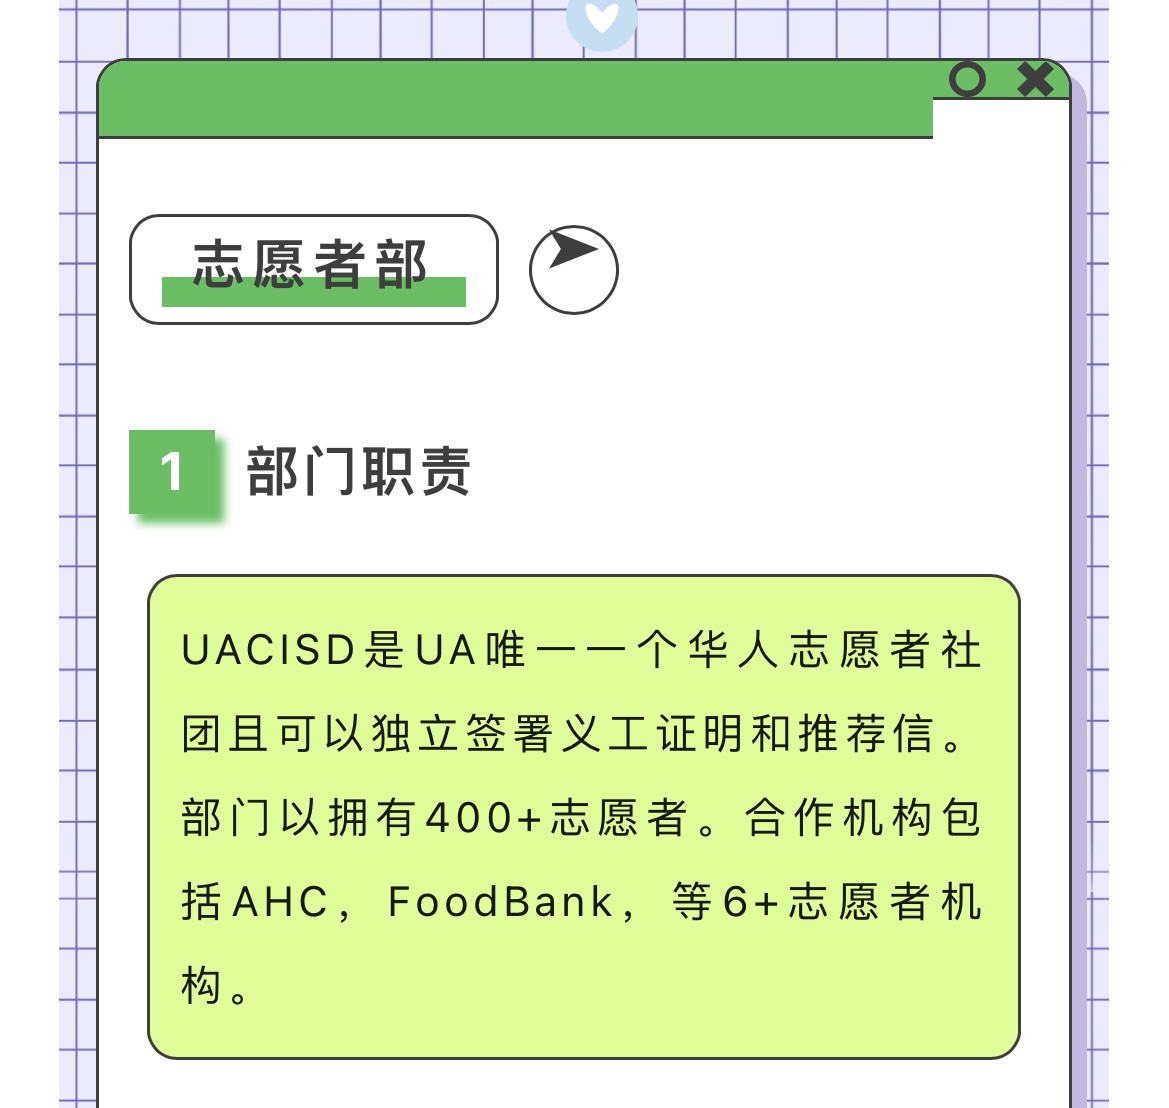 志愿者部
1 部门职责
UACISD是UA唯一一个华人志愿者社
团且可以独立签署义工证明和推荐信。
部门以拥有400+志愿者。合作机构包
括AHC，FoodBank，等6+志愿者机
构。